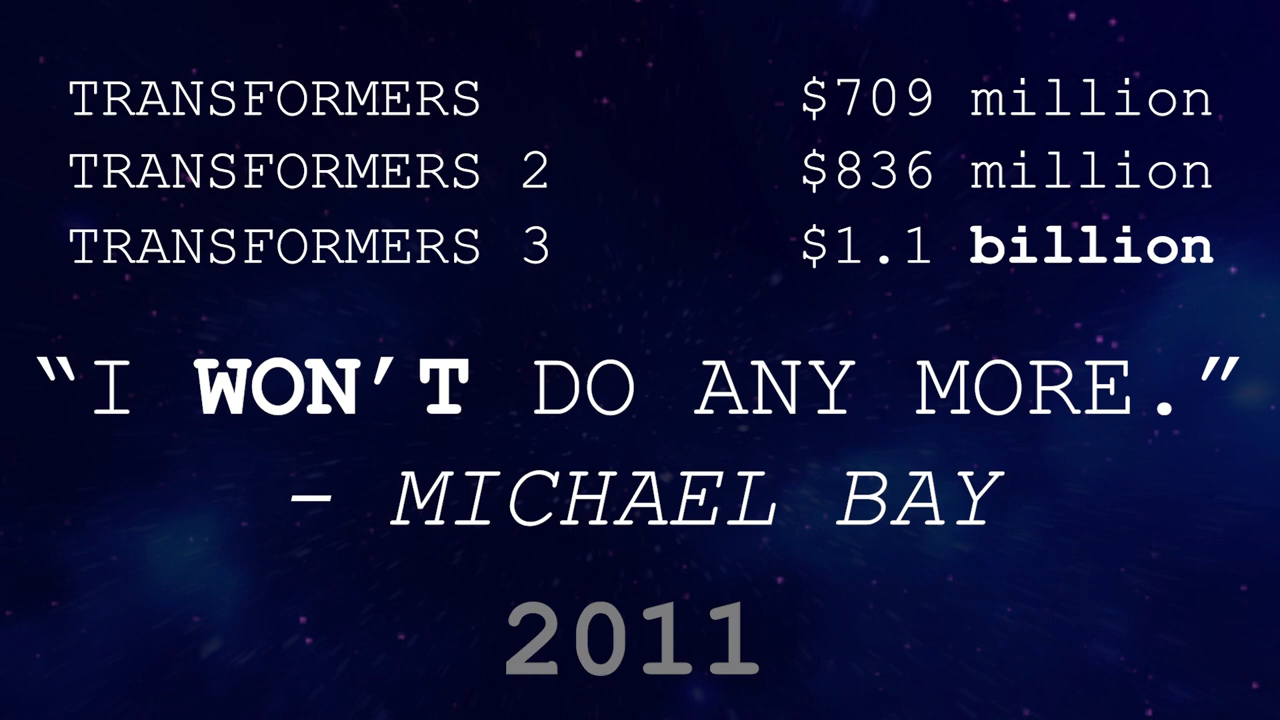 TRANSFORMERS $709 million
TRANSFORMERS 2 $836 million
TRANSFORMERS 3 $1.1 billion
“I WON’T DO ANY MORE.”
– MICHAEL BAY
2011